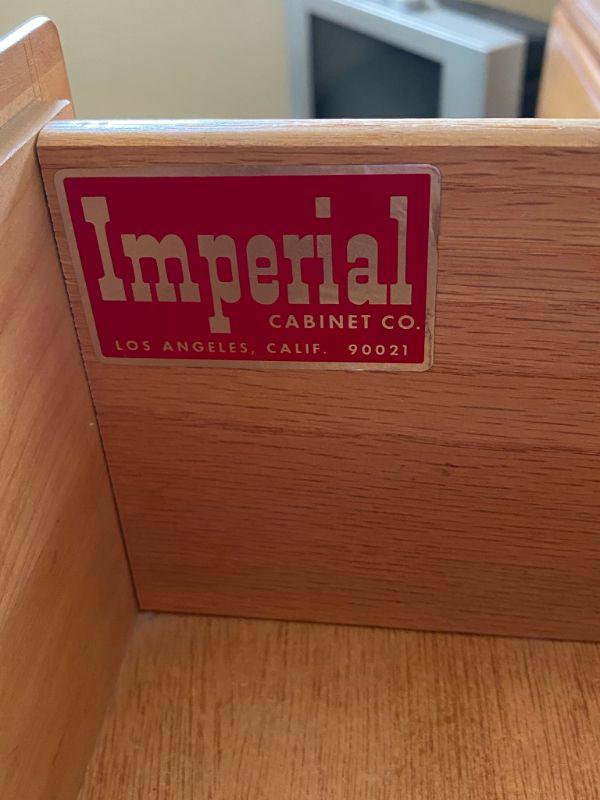 Imperial
CABINET CO.
LOS ANGELES, CALIF. 90021